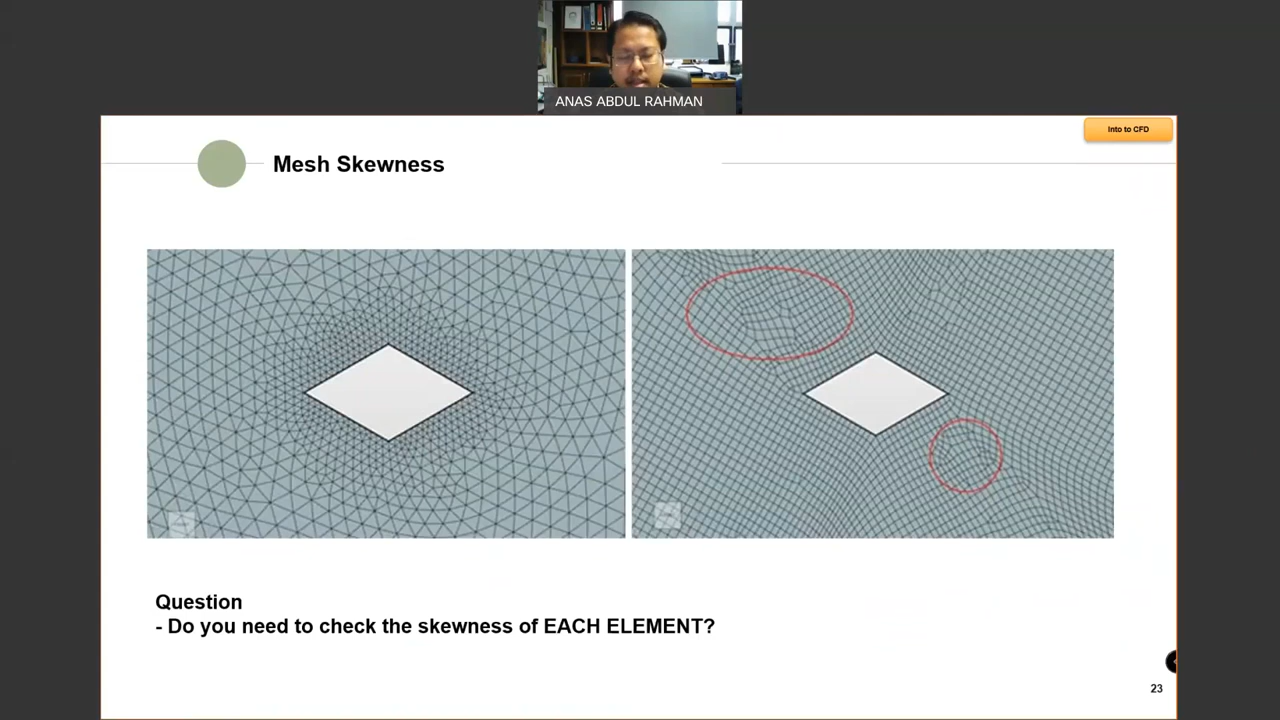 ANAS ABDUL RAHMAN
Into to CFD
Mesh Skewness
Question
- Do you need to check the skewness of EACH ELEMENT?
23